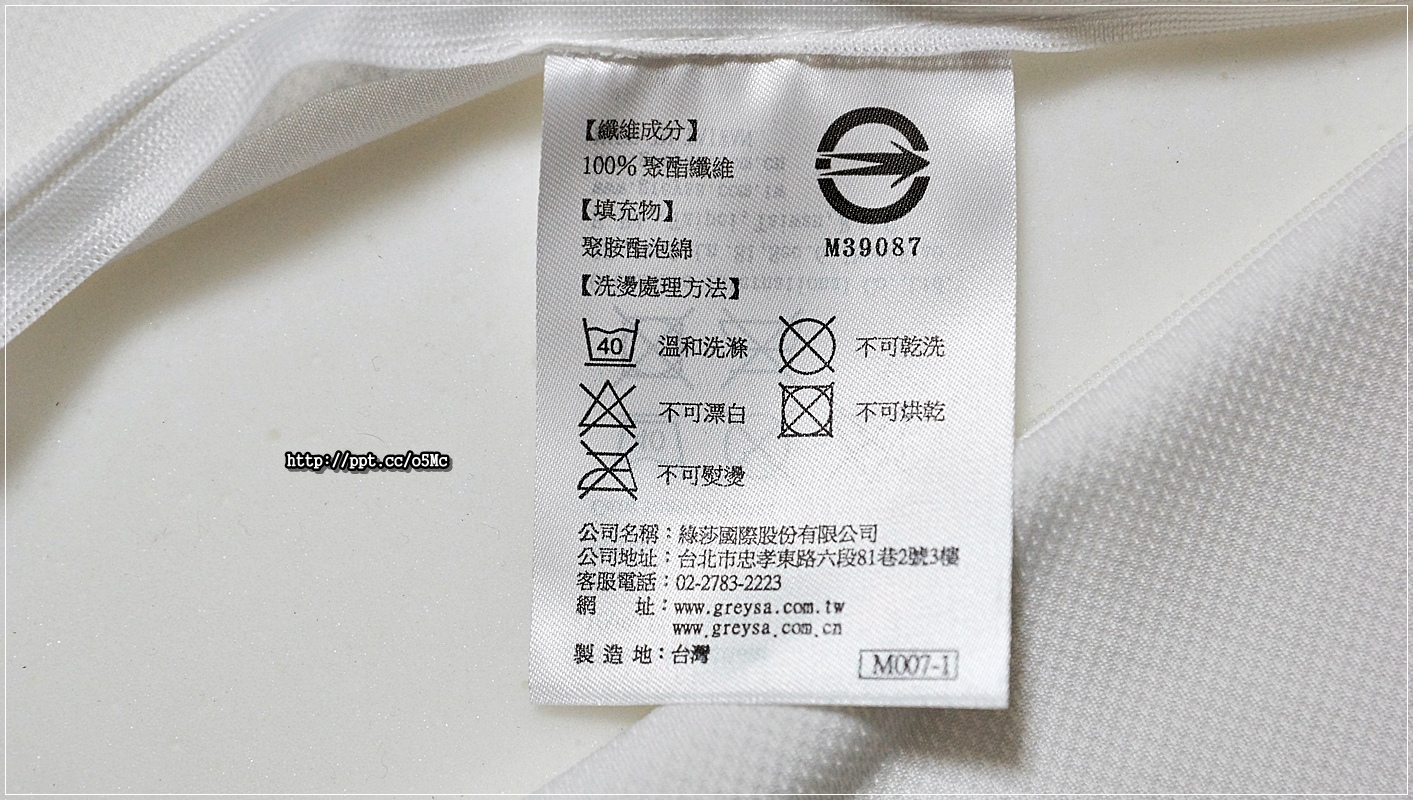 【纖維成分】
100% 聚酯纖維
【填充物】
聚胺酯泡綿
M39087
【洗燙處理方法】
40 溫和洗滌 不可乾洗
不可漂白 不可烘乾
不可熨燙
http://ppt.cc/o5Mc
公司名稱：綠莎國際股份有限公司
公司地址：台北市忠孝東路六段81巷2號3樓
客服電話：02-2783-2223
網 址：www.greysa.com.tw
www.greysa.com.cn
製 造 地：台灣
M007-1